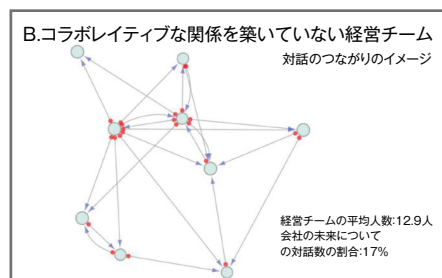 B.コラボレイティブな関係を築いていない経営チーム
対話のつながりのイメージ
経営チームの平均人数:12.9人
会社の未来について
の対話数の割合:17%